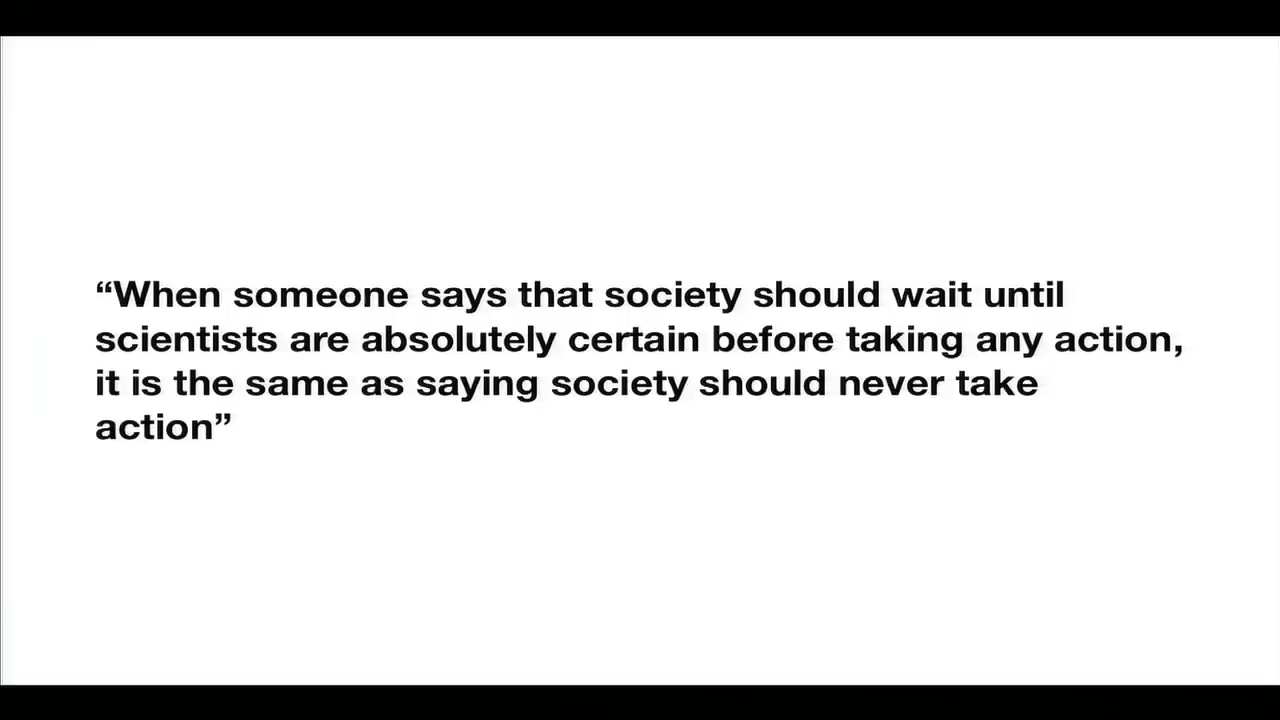 “When someone says that society should wait until
scientists are absolutely certain before taking any action,
it is the same as saying society should never take
action”